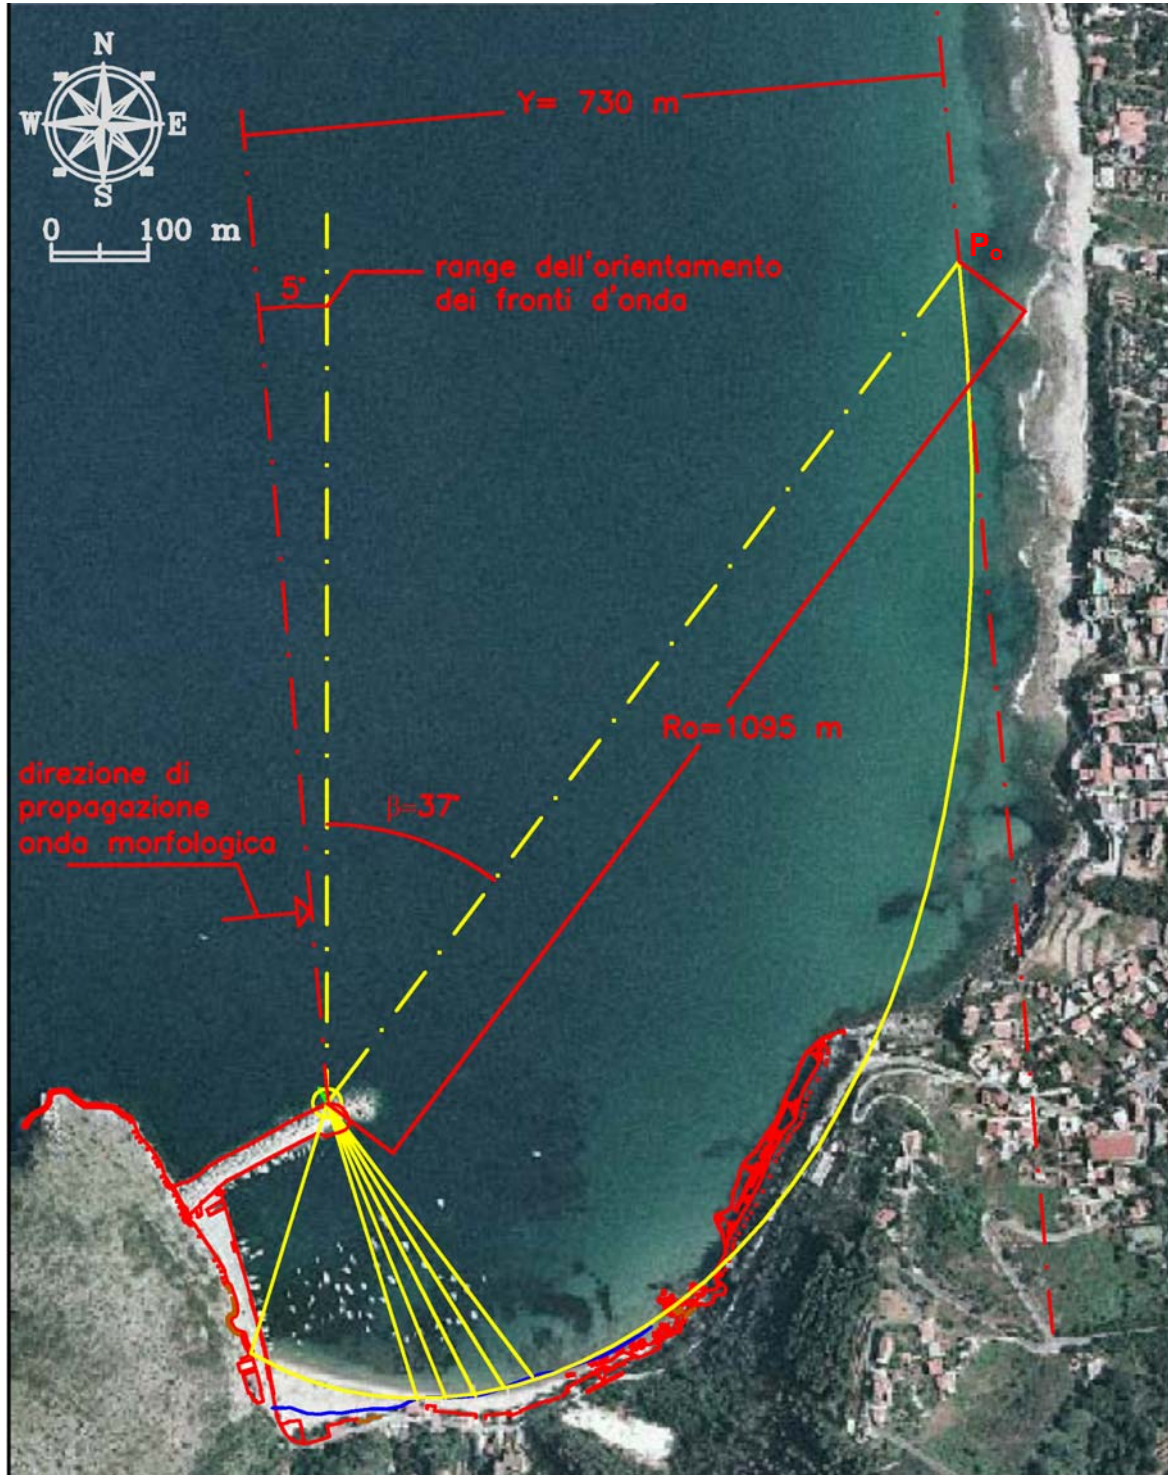 N
W E
S
0 100 m
Y= 730 m
Po
5°
range dell'orientamento
dei fronti d'onda
Ro=1095 m
direzione di
propagazione
onda morfologica
β=37°